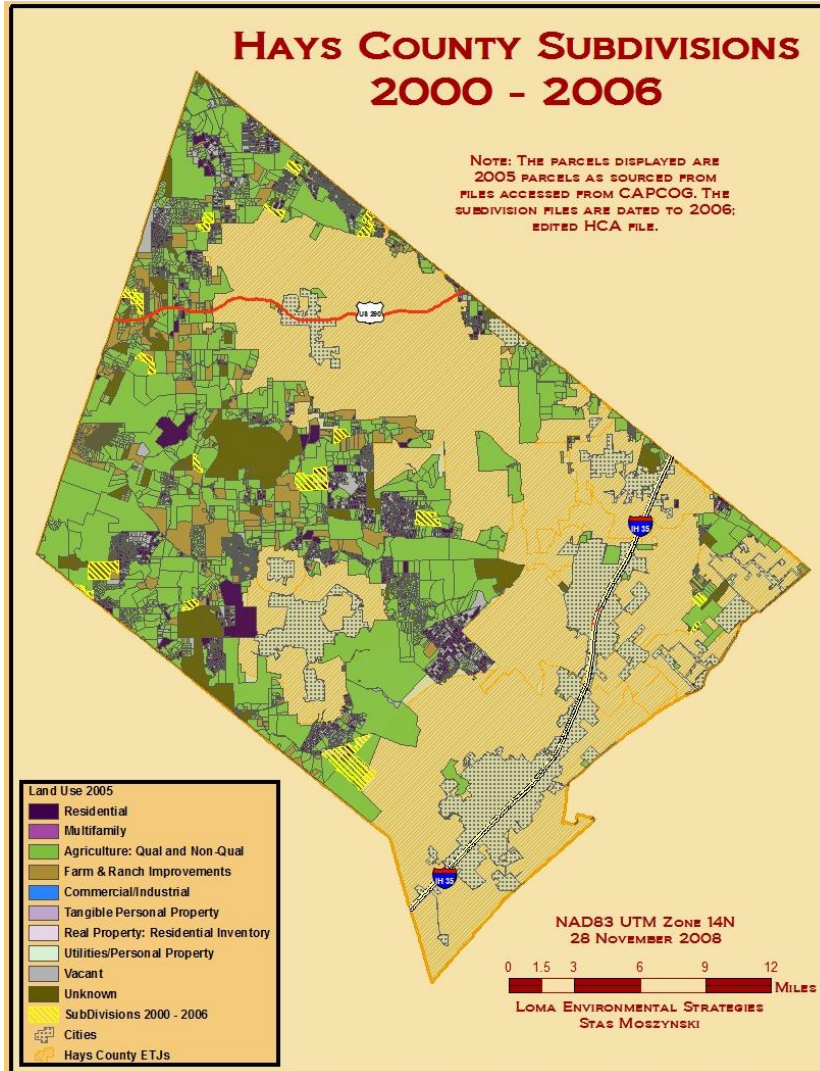 Hays County Subdivisions
2000 - 2006
Note: The parcels displayed are
2005 parcels as sourced from
files accessed from CAPCOG. The
subdivision files are dated to 2006;
edited HCA file.
US 290
IH 35
IH 35
Land Use 2005
Residential
Multifamily
Agriculture: Qual and Non-Qual
Farm & Ranch Improvements
Commercial/Industrial
Tangible Personal Property
Real Property: Residential Inventory
Utilities/Personal Property
Vacant
Unknown
SubDivisions 2000 - 2006
Cities
Hays County ETJs
NAD83 UTM Zone 14N
28 November 2008
0 1.5 3 6 9 12
Miles
Loma Environmental Strategies
Stas Moszynski